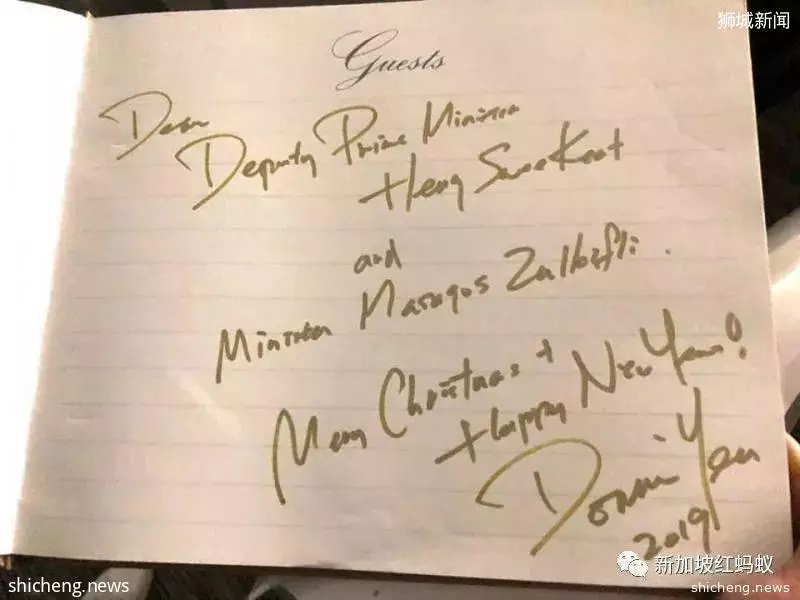 狮城新闻
Guests
Dear
Deputy Prime Minister
Heng Swee Keat
and
Minister Masagos Zulkifli.
Merry Christmas +
Happy New Year!
Donnie Yen
2019
新加坡红蚂蚁
shicheng.news
shicheng.news